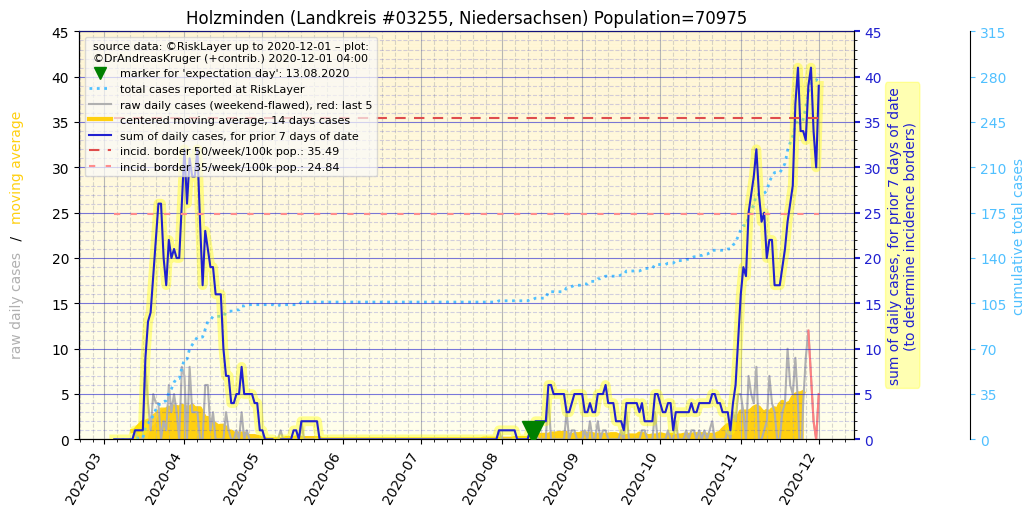 Holzminden (Landkreis #03255, Niedersachsen) Population=70975
source data: ©RiskLayer up to 2020-12-01 – plot:
©DrAndreasKruger (+contrib.) 2020-12-01 04:00
marker for 'expectation day': 13.08.2020
total cases reported at RiskLayer
raw daily cases (weekend-flawed), red: last 5
centered moving average, 14 days cases
sum of daily cases, for prior 7 days of date
incid. border 50/week/100k pop.: 35.49
incid. border 35/week/100k pop.: 24.84
raw daily cases / moving average
45
40
35
30
25
20
15
10
5
0
2020-03
2020-04
2020-05
2020-06
2020-07
2020-08
2020-09
2020-10
2020-11
2020-12
45
40
35
30
25
20
15
10
5
0
sum of daily cases, for prior 7 days of date
(to determine incidence borders)
315
280
245
210
175
140
105
70
35
0
cumulative total cases